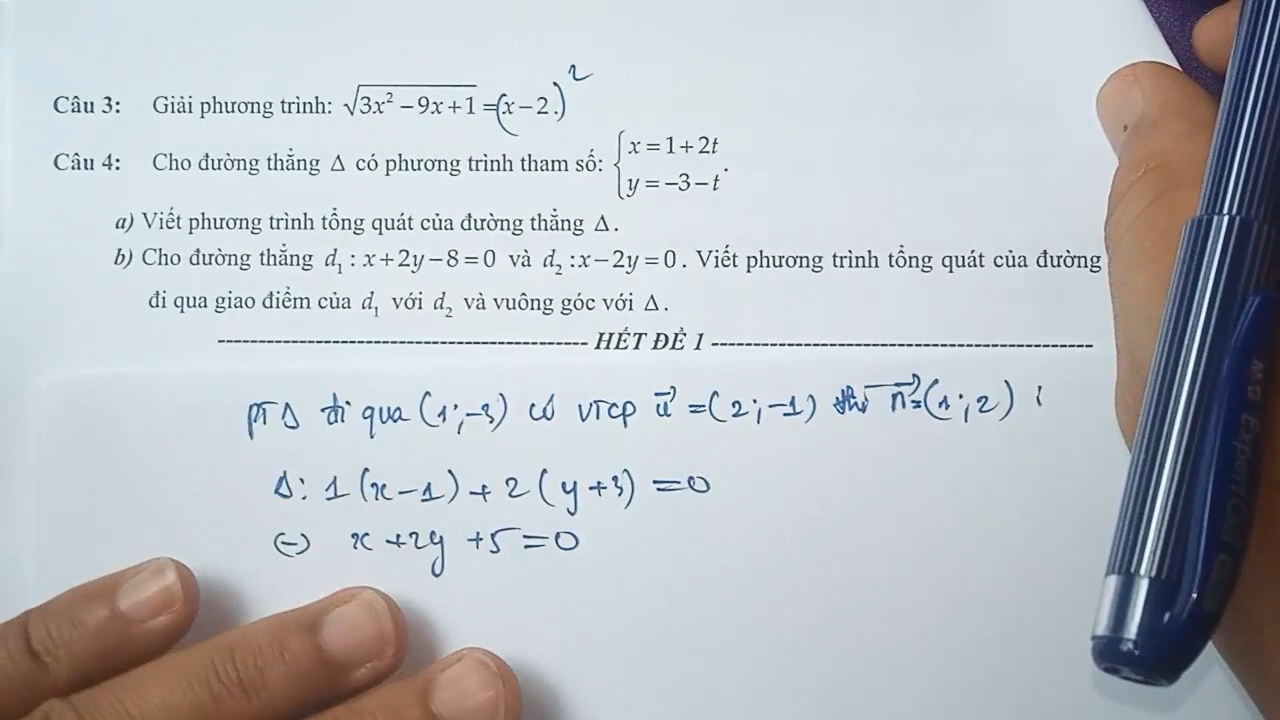 Câu 3: Giải phương trình: √3x² − 9x + 1 = (x − 2.)²
Câu 4: Cho đường thẳng Δ có phương trình tham số: { x = 1 + 2t
y = −3 − t .
a) Viết phương trình tổng quát của đường thẳng Δ.
b) Cho đường thẳng d₁ : x + 2y − 8 = 0 và d₂ : x − 2y = 0. Viết phương trình tổng quát của đường
đi qua giao điểm của d₁ với d₂ và vuông góc với Δ.
HẾT ĐỀ 1
PT Δ đi qua (1;−3) có VTCP u⃗ = (2;−1) n⃗ = (1;2)
Δ: 1(x−1) + 2(y+3) = 0
(−) x + 2y + 5 = 0